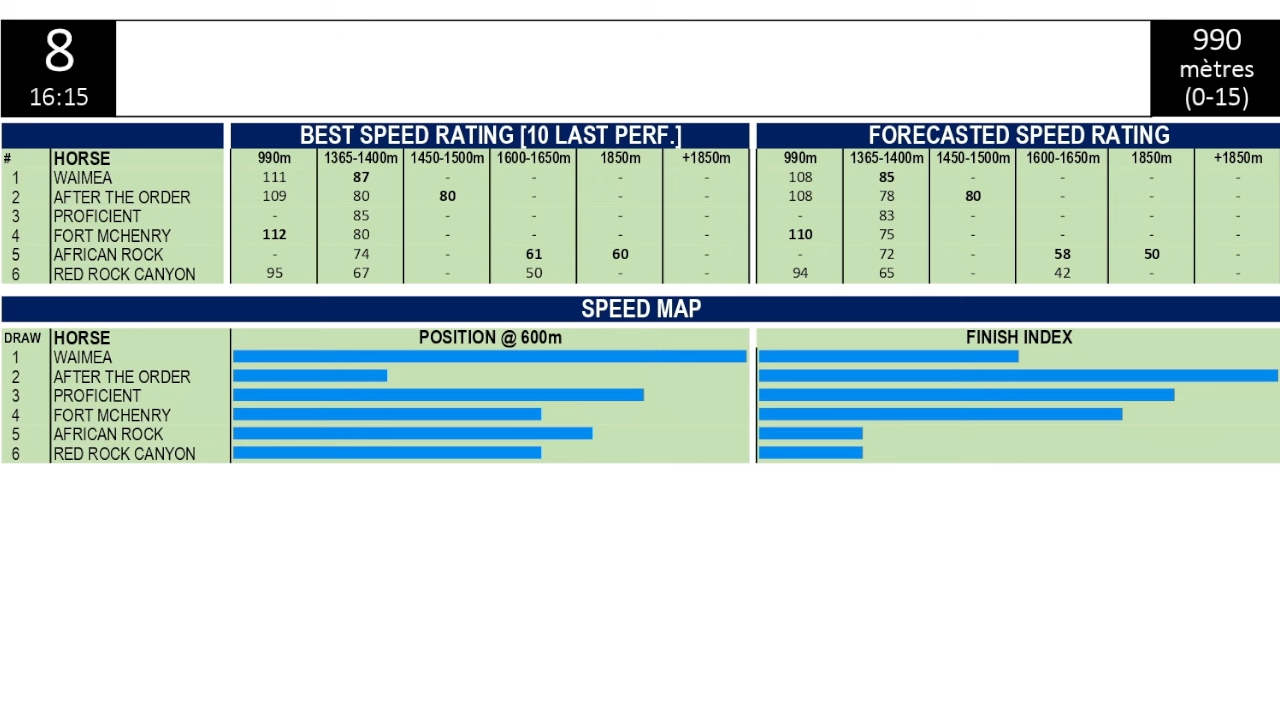 8
16:15
990
mètres
(0-15)
BEST SPEED RATING [10 LAST PERF.] FORECASTED SPEED RATING
# HORSE 990m 1365-1400m 1450-1500m 1600-1650m 1850m +1850m 990m 1365-1400m 1450-1500m 1600-1650m 1850m +1850m
1 WAIMEA 111 87 - - - - 108 85 - - - -
2 AFTER THE ORDER 109 80 80 - - - 108 78 80 - - -
3 PROFICIENT - 85 - - - - - 83 - - - -
4 FORT MCHENRY 112 80 - - - - 110 75 - - - -
5 AFRICAN ROCK - 74 - 61 60 - - 72 - 58 50 -
6 RED ROCK CANYON 95 67 - 50 - - 94 65 - 42 - -
SPEED MAP
DRAW HORSE POSITION @ 600m FINISH INDEX
1 WAIMEA
2 AFTER THE ORDER
3 PROFICIENT
4 FORT MCHENRY
5 AFRICAN ROCK
6 RED ROCK CANYON